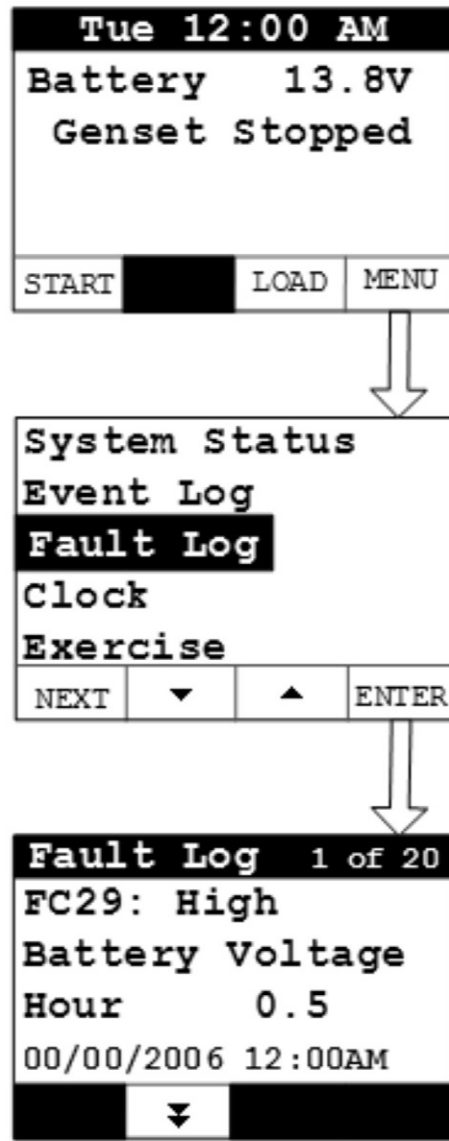 Tue 12:00 AM
Battery 13.8V
Genset Stopped
START LOAD MENU
System Status
Event Log
Fault Log
Clock
Exercise
NEXT ▼ ▲ ENTER
Fault Log 1 of 20
FC29: High
Battery Voltage
Hour 0.5
00/00/2006 12:00AM